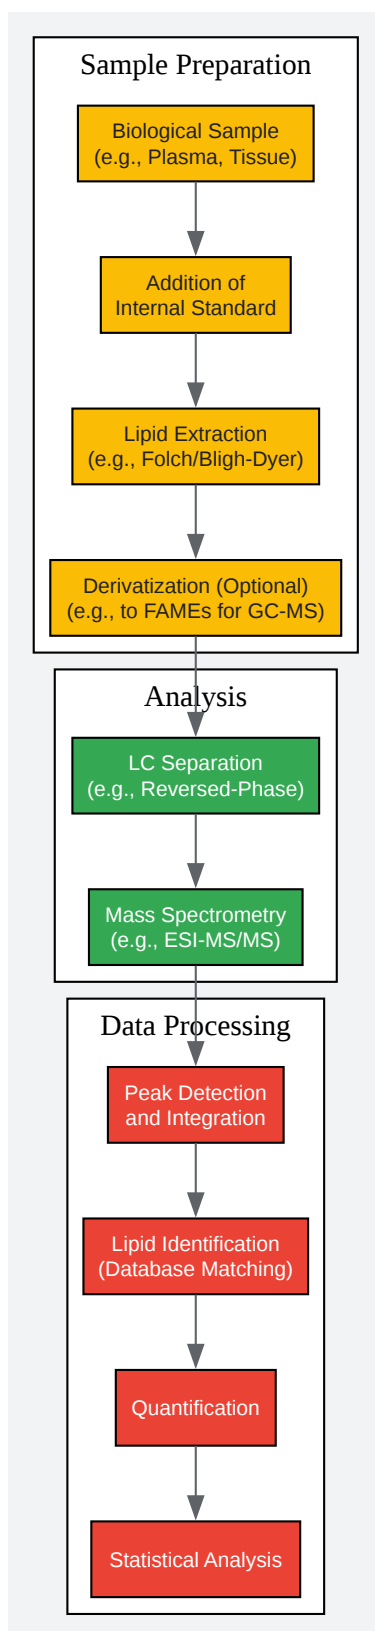 Sample Preparation
Biological Sample
(e.g., Plasma, Tissue)
Addition of
Internal Standard
Lipid Extraction
(e.g., Folch/Bligh-Dyer)
Derivatization (Optional)
(e.g., to FAMEs for GC-MS)
Analysis
LC Separation
(e.g., Reversed-Phase)
Mass Spectrometry
(e.g., ESI-MS/MS)
Data Processing
Peak Detection
and Integration
Lipid Identification
(Database Matching)
Quantification
Statistical Analysis